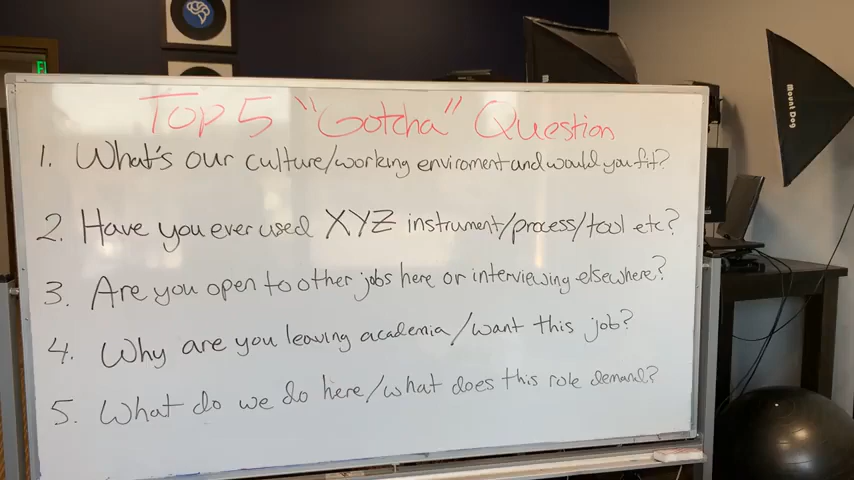 Top 5 "Gotcha" Question
1. What's our culture/working enviroment and would you fit?
2. Have you ever used XYZ instrument/process/tool etc?
3. Are you open to other jobs here or interviewing elsewhere?
4. Why are you leaving academia/want this job?
5. What do we do here/what does this role demand?
Mount Dog